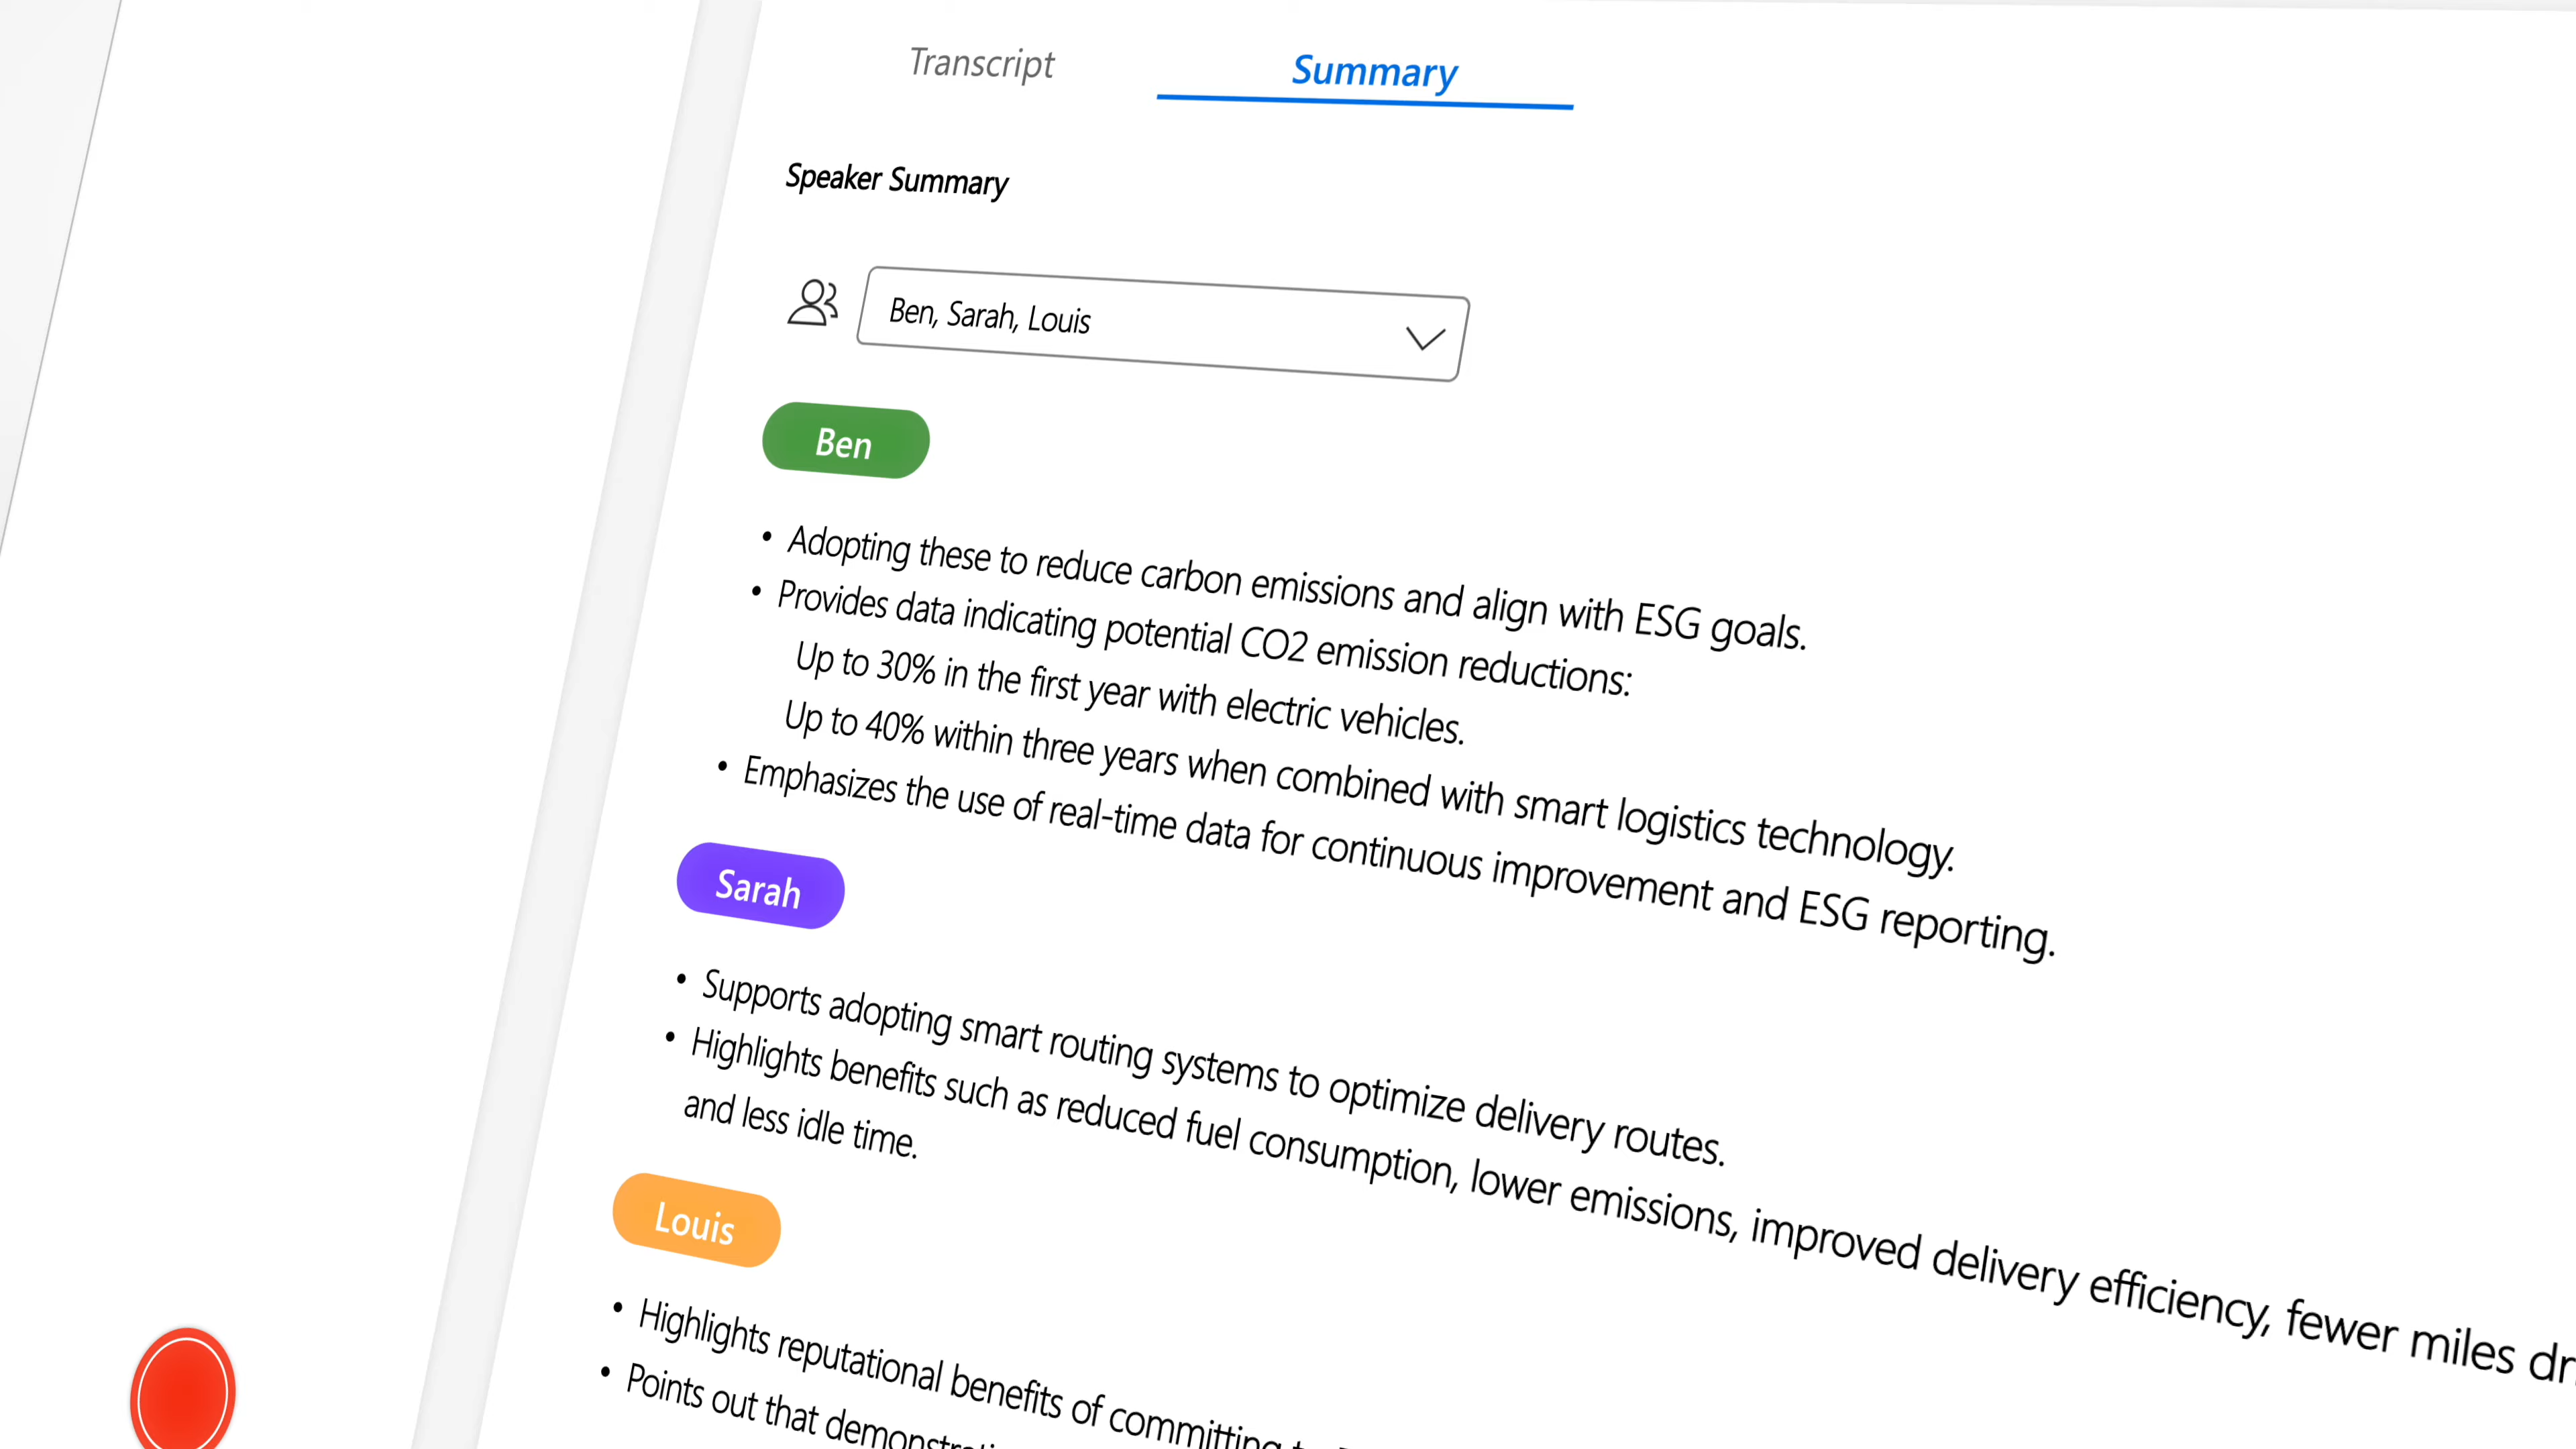 Transcript
Summary
Speaker Summary
Ben, Sarah, Louis
Ben
• Adopting these to reduce carbon emissions and align with ESG goals.
• Provides data indicating potential CO2 emission reductions:
Up to 30% in the first year with electric vehicles.
Up to 40% within three years when combined with smart logistics technology.
• Emphasizes the use of real-time data for continuous improvement and ESG reporting.
Sarah
• Supports adopting smart routing systems to optimize delivery routes.
• Highlights benefits such as reduced fuel consumption, lower emissions, improved delivery efficiency, fewer miles
and less idle time.
Louis
• Highlights reputational benefits of committing
• Points out that